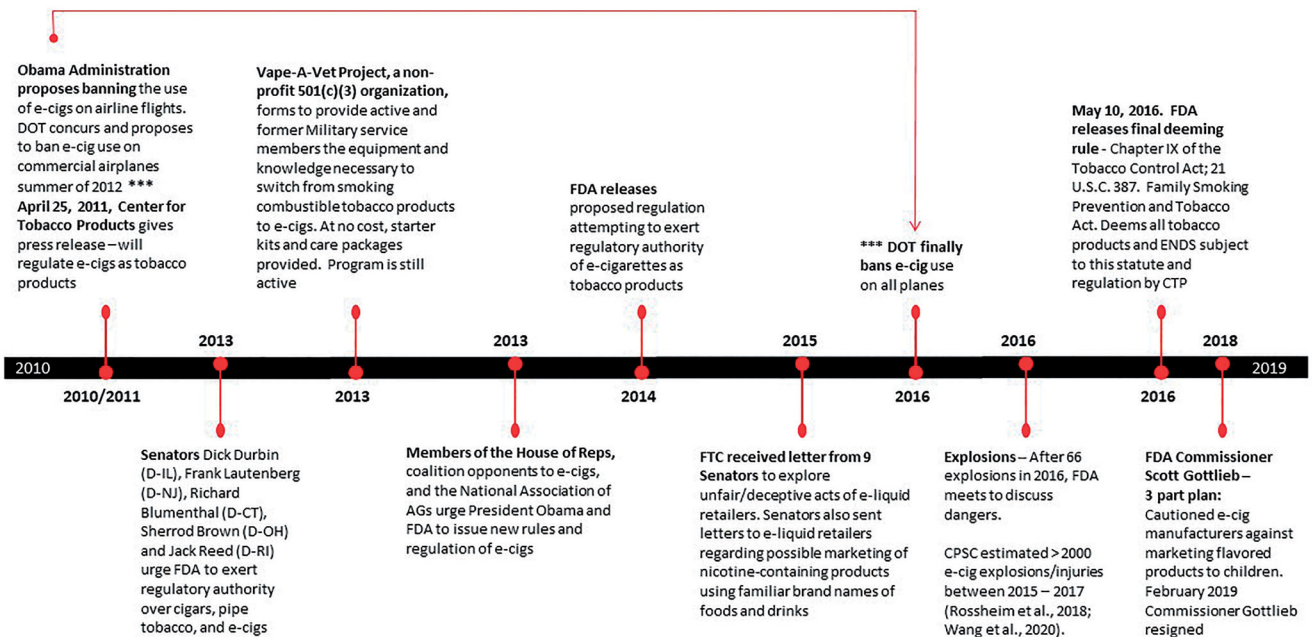 Obama Administration
proposes banning the use
of e-cigs on airline flights.
DOT concurs and proposes
to ban e-cig use on
commercial airplanes
summer of 2012 ***
April 25, 2011, Center for
Tobacco Products gives
press release – will
regulate e-cigs as tobacco
products
Vape-A-Vet Project, a non-
profit 501(c)(3) organization,
forms to provide active and
former Military service
members the equipment and
knowledge necessary to
switch from smoking
combustible tobacco products
to e-cigs. At no cost, starter
kits and care packages
provided. Program is still
active
FDA releases
proposed regulation
attempting to exert
regulatory authority
of e-cigarettes as
tobacco products
*** DOT finally
bans e-cig use
on all planes
May 10, 2016. FDA
releases final deeming
rule - Chapter IX of the
Tobacco Control Act; 21
U.S.C. 387. Family Smoking
Prevention and Tobacco
Act. Deems all tobacco
products and ENDS subject
to this statute and
regulation by CTP
2013
2013
2015
2016
2018
2010
2019
2010/2011
2013
2014
2016
2016
Senators Dick Durbin
(D-IL), Frank Lautenberg
(D-NJ), Richard
Blumenthal (D-CT),
Sherrod Brown (D-OH)
and Jack Reed (D-RI)
urge FDA to exert
regulatory authority
over cigars, pipe
tobacco, and e-cigs
Members of the House of Reps,
coalition opponents to e-cigs,
and the National Association of
AGs urge President Obama and
FDA to issue new rules and
regulation of e-cigs
FTC received letter from 9
Senators to explore
unfair/deceptive acts of e-liquid
retailers. Senators also sent
letters to e-liquid retailers
regarding possible marketing of
nicotine-containing products
using familiar brand names of
foods and drinks
Explosions – After 66
explosions in 2016, FDA
meets to discuss
dangers.
CPSC estimated >2000
e-cig explosions/injuries
between 2015 – 2017
(Rossheim et al., 2018;
Wang et al., 2020).
FDA Commissioner
Scott Gottlieb –
3 part plan:
Cautioned e-cig
manufacturers against
marketing flavored
products to children.
February 2019
Commissioner Gottlieb
resigned